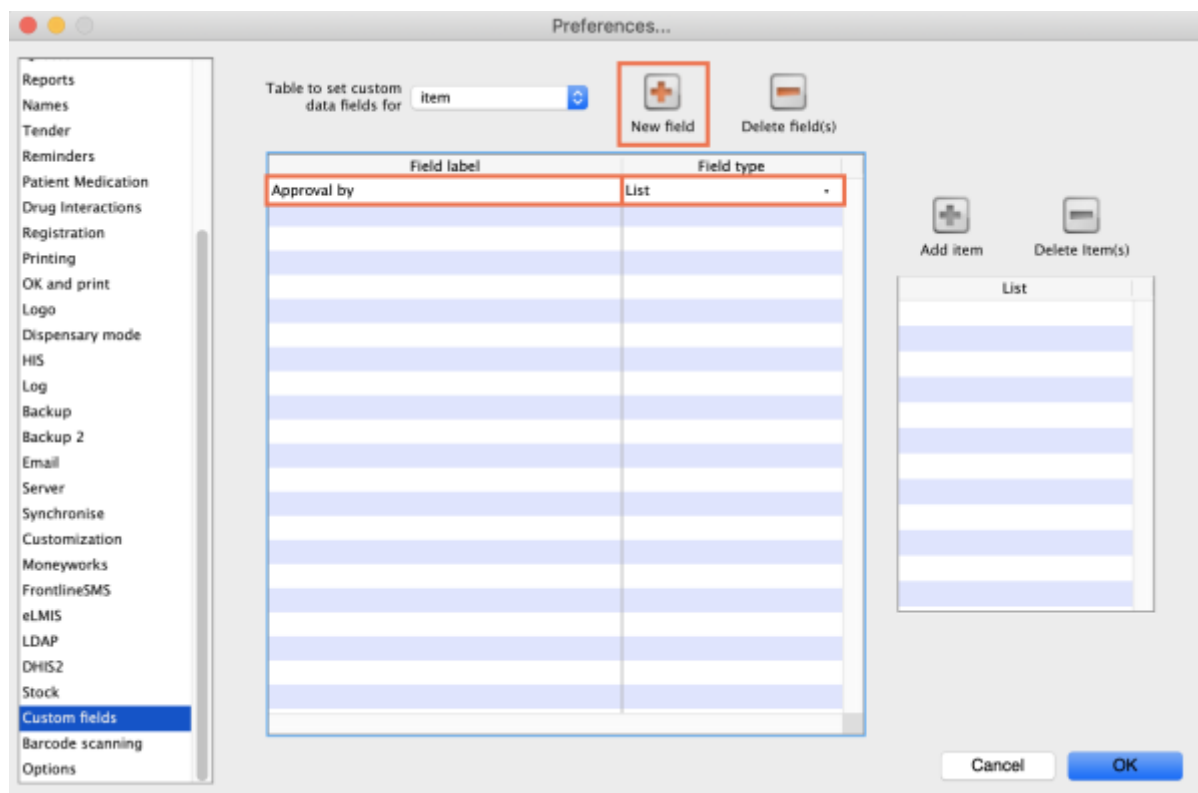 Preferences...
Reports
Names
Tender
Reminders
Patient Medication
Drug Interactions
Registration
Printing
OK and print
Logo
Dispensary mode
HIS
Log
Backup
Backup 2
Email
Server
Synchronise
Customization
Moneyworks
FrontlineSMS
eLMIS
LDAP
DHIS2
Stock
Custom fields
Barcode scanning
Options
Table to set custom
data fields for
item
New field
Delete field(s)
Field label
Field type
Approval by
List
Add item
Delete Item(s)
List
Cancel
OK